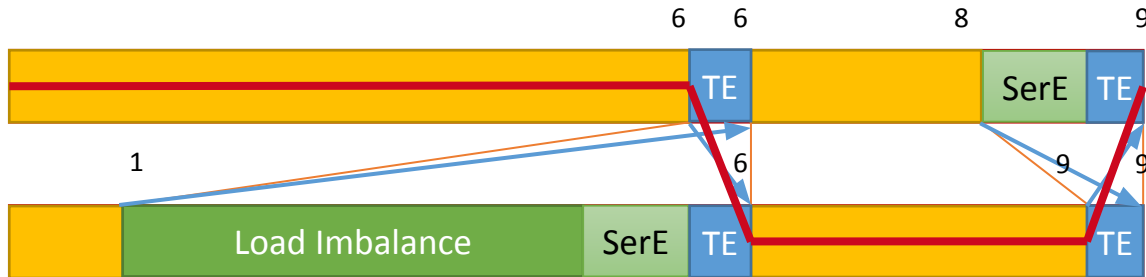 6 6 8 9
TE SerE TE
1 6 9 9
Load Imbalance SerE TE TE